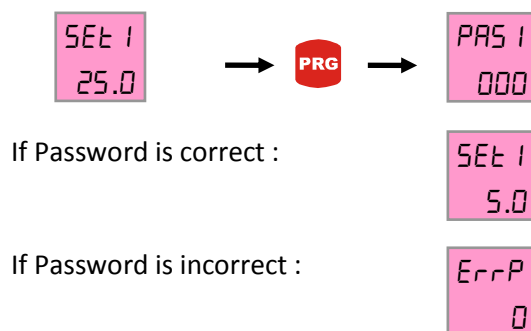 SEt 1
25.0
PRG
PAS 1
000
If Password is correct :
SEt 1
5.0
If Password is incorrect :
ErrP
0